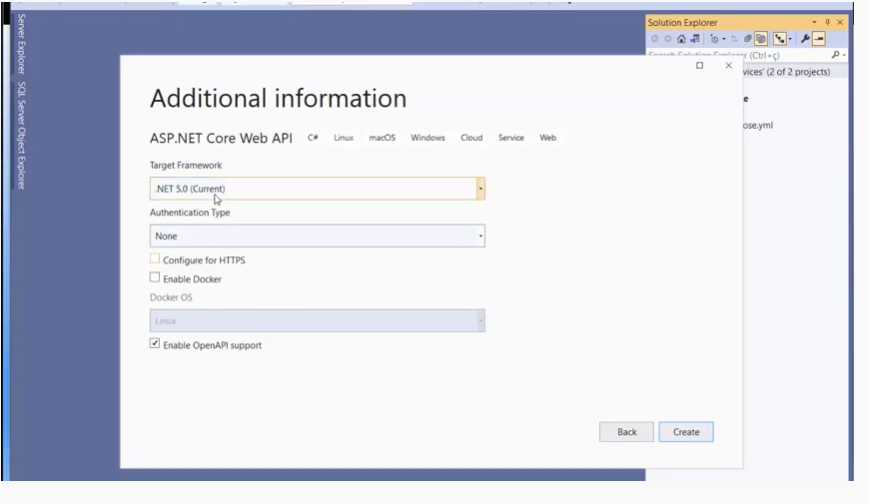 Server Explorer
SQL Server Object Explorer
Solution Explorer
Search Solution Explorer (Ctrl+ç)
vices' (2 of 2 projects)
e
ose.yml
Additional information
ASP.NET Core Web API C# Linux macOS Windows Cloud Service Web
Target Framework
.NET 5.0 (Current)
Authentication Type
None
Configure for HTTPS
Enable Docker
Docker OS
Linux
Enable OpenAPI support
Back Create